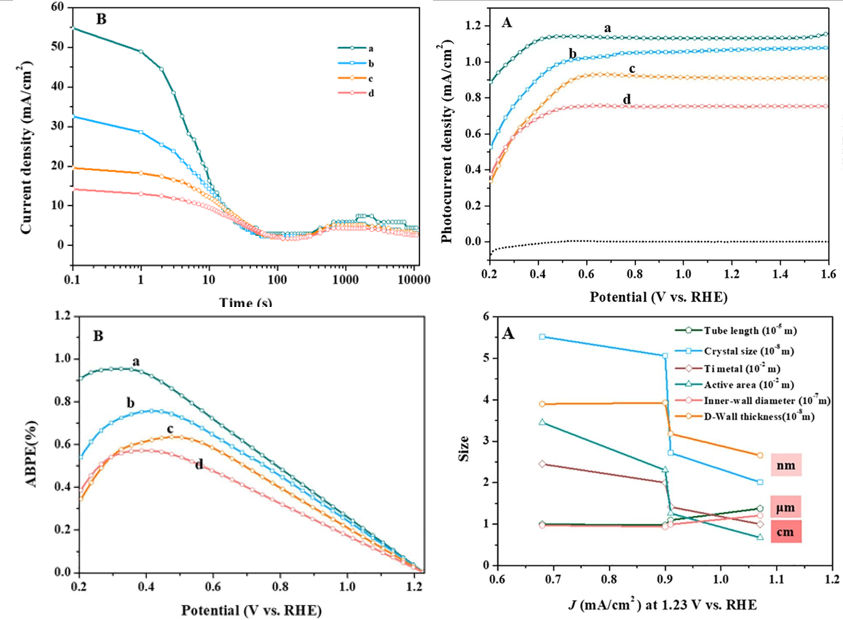 B
60
50
40
30
20
10
0
Current density (mA/cm²)
a
b
c
d
0.1 1 10 100 1000 10000
Time (s)
A
1.2
1.0
0.8
0.6
0.4
0.2
0.0
Photocurrent density (mA/cm²)
a
b
c
d
0.2 0.4 0.6 0.8 1.0 1.2 1.4 1.6
Potential (V vs. RHE)
B
1.2
1.0
0.8
0.6
0.4
0.2
0.0
ABPE(%)
a
b
c
d
0.2 0.4 0.6 0.8 1.0 1.2
Potential (V vs. RHE)
A
6
5
4
3
2
1
0
Size
Tube length (10⁻⁵ m)
Crystal size (10⁻⁸ m)
Ti metal (10⁻² m)
Active area (10⁻² m)
Inner-wall diameter (10⁻⁷ m)
D-Wall thickness(10⁻⁸ m)
nm
µm
cm
0.6 0.7 0.8 0.9 1.0 1.1 1.2
J (mA/cm²) at 1.23 V vs. RHE